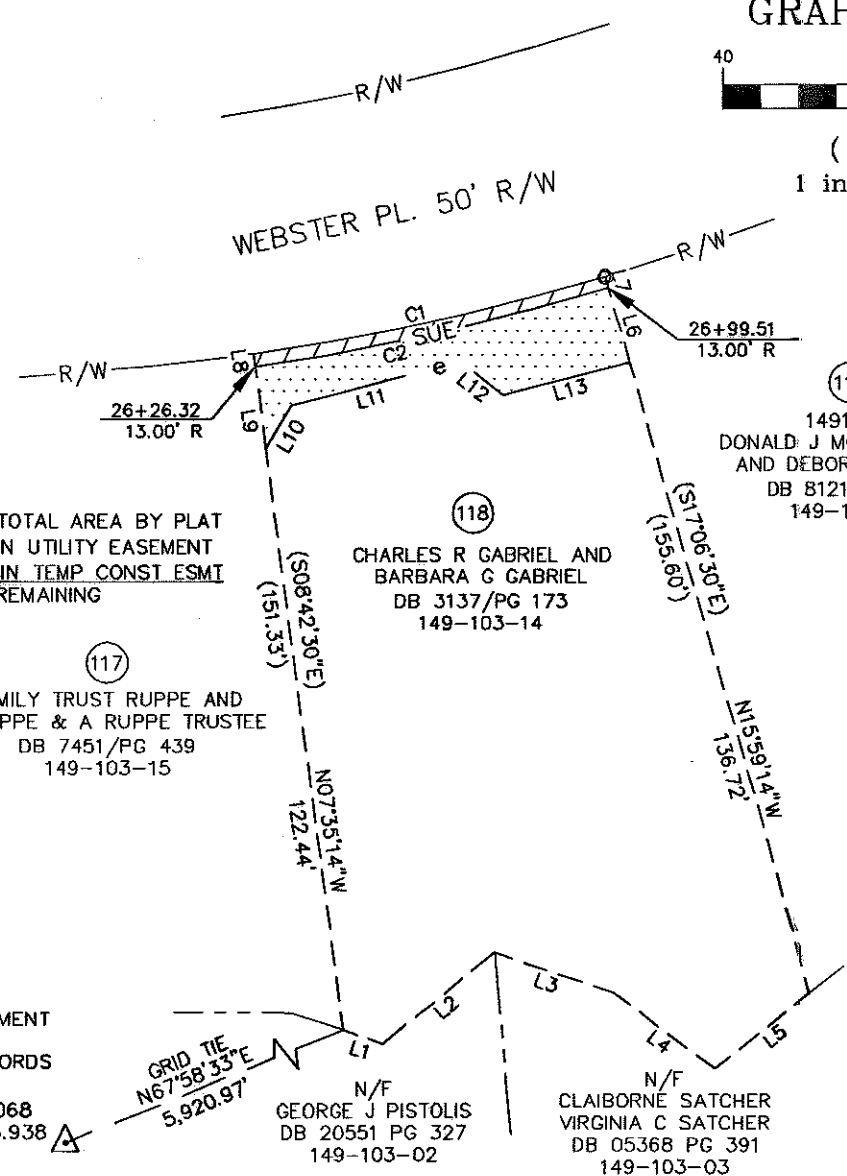 GRAP
40
(
1 in
R/W
WEBSTER PL. 50' R/W
R/W
C1
SUE
C2
7
L6
L8
R/W
26+99.51
13.00' R
26+26.32
13.00' R
L9
L10
L11
e
L12
L13
11
1491
DONALD J M
AND DEBOR
DB 8121
149-1
TOTAL AREA BY PLAT
N UTILITY EASEMENT
IN TEMP CONST ESMT
REMAINING
118
CHARLES R GABRIEL AND
BARBARA G GABRIEL
DB 3137/PG 173
149-103-14
(S08°42'30"E)
(151.33')
(S17°06'30"E)
(155.60')
117
MILY TRUST RUPPE AND
PPE & A RUPPE TRUSTEE
DB 7451/PG 439
149-103-15
N07°35'14"W
122.44'
N15°59'14"W
136.72'
MENT
ORDS
068
.938
GRID TIE
N67°58'33"E
5,920.97'
L1
L2
L3
L4
L5
N/F
GEORGE J PISTOLIS
DB 20551 PG 327
149-103-02
N/F
CLAIBORNE SATCHER
VIRGINIA C SATCHER
DB 05368 PG 391
149-103-03